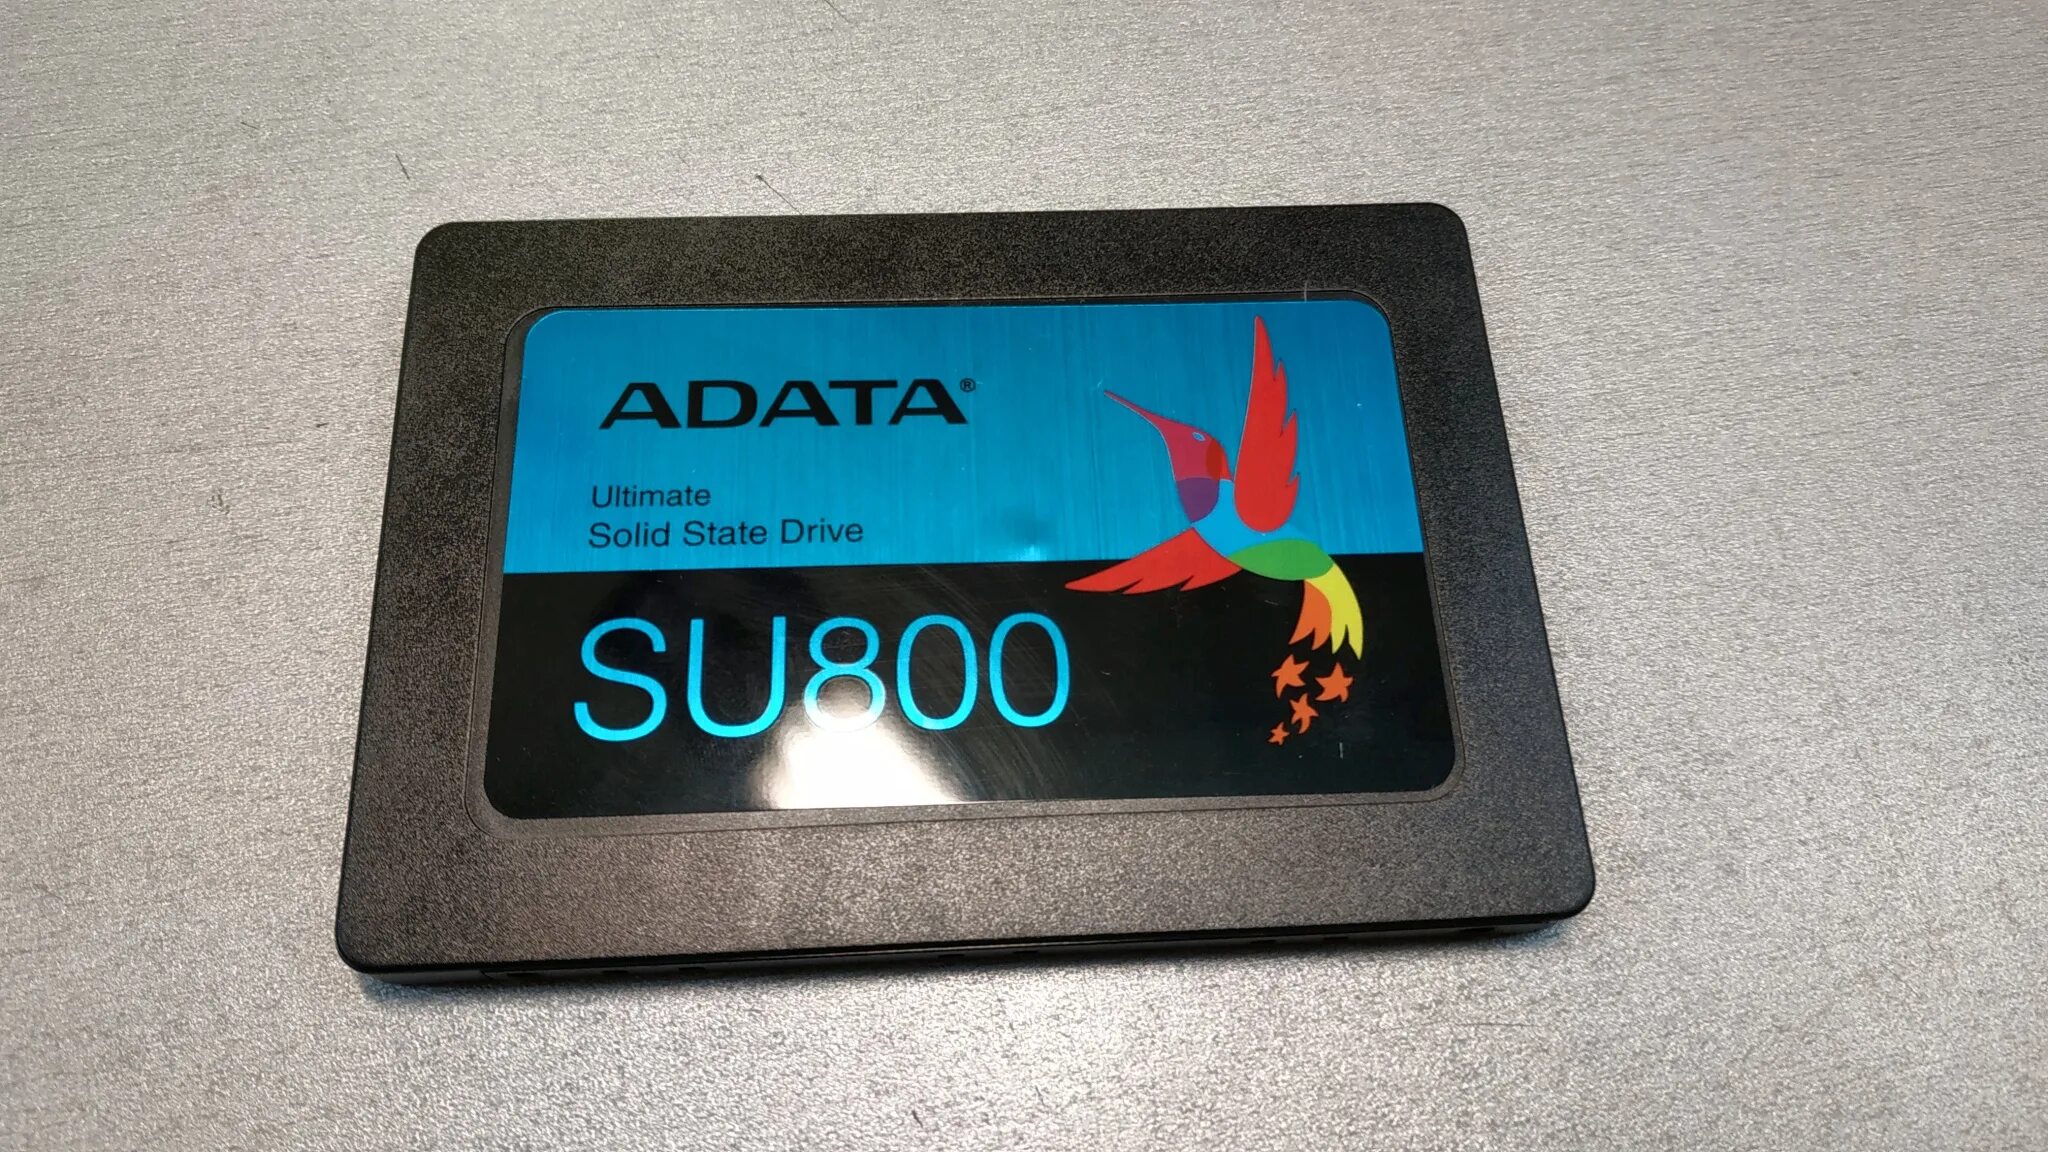 ADATA®
Ultimate
Solid State Drive
SU800